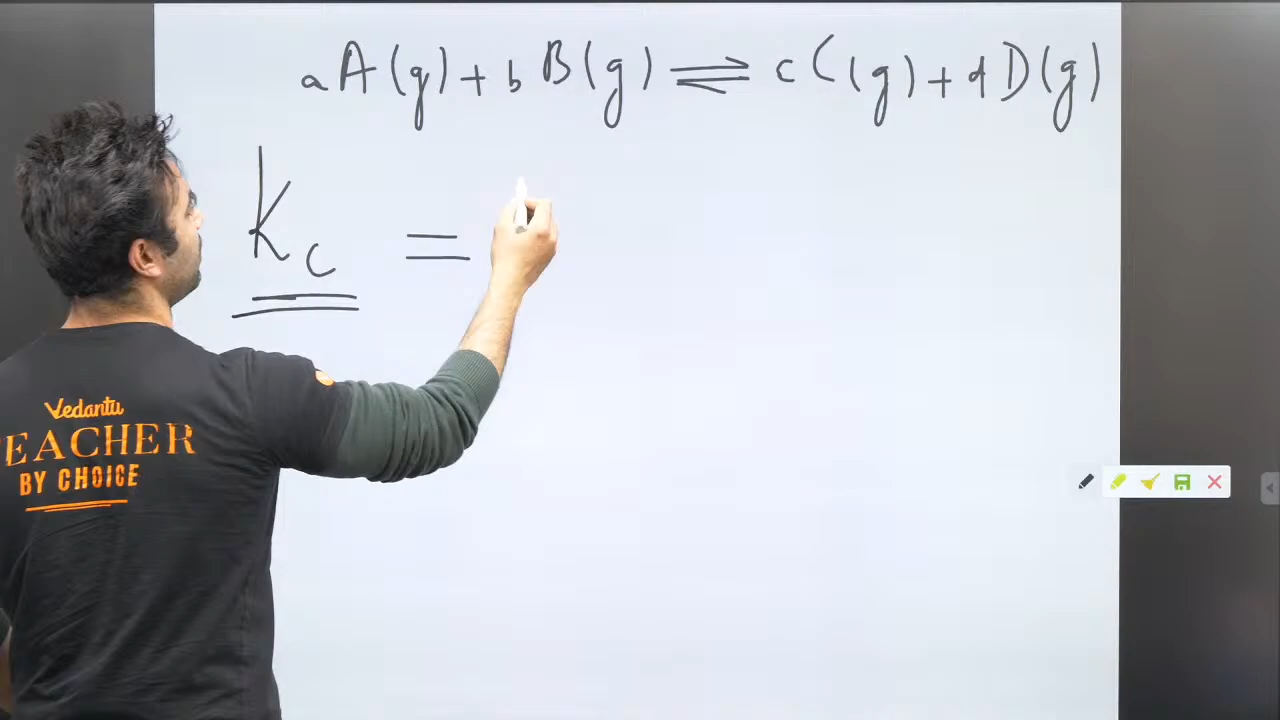 aA(g) + bB(g) ⇌ cC(g) + dD(g)
Kc =
Vedantu
TEACHER
BY CHOICE